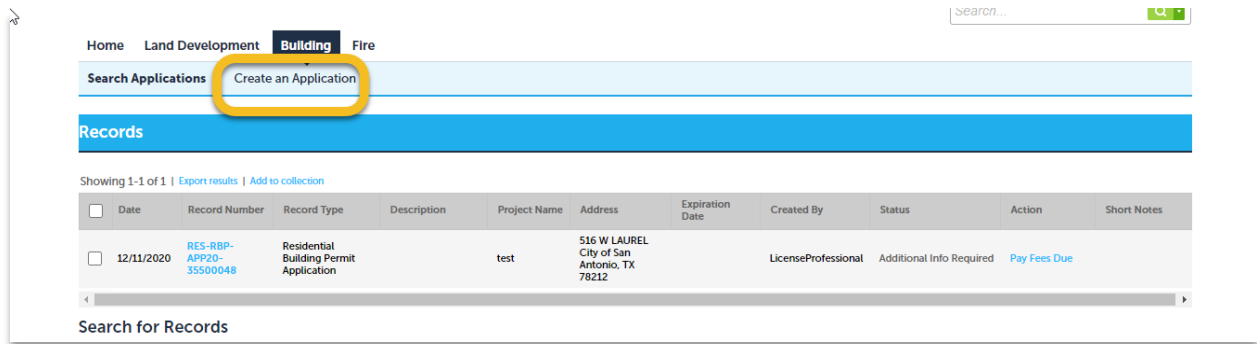 Search...
Home Land Development Building Fire
Search Applications Create an Application
Records
Showing 1-1 of 1 | Export results | Add to collection
Date Record Number Record Type Description Project Name Address Expiration Date Created By Status Action Short Notes
12/11/2020 RES-RBP-APP20-35500048 Residential Building Permit Application test 516 W LAUREL City of San Antonio, TX 78212 LicenseProfessional Additional Info Required Pay Fees Due
Search for Records